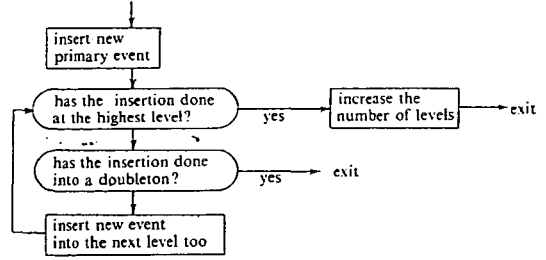 insert new
primary event
has the insertion done
at the highest level?
yes
increase the
number of levels
exit
has the insertion done
into a doubleton?
yes
exit
insert new event
into the next level too